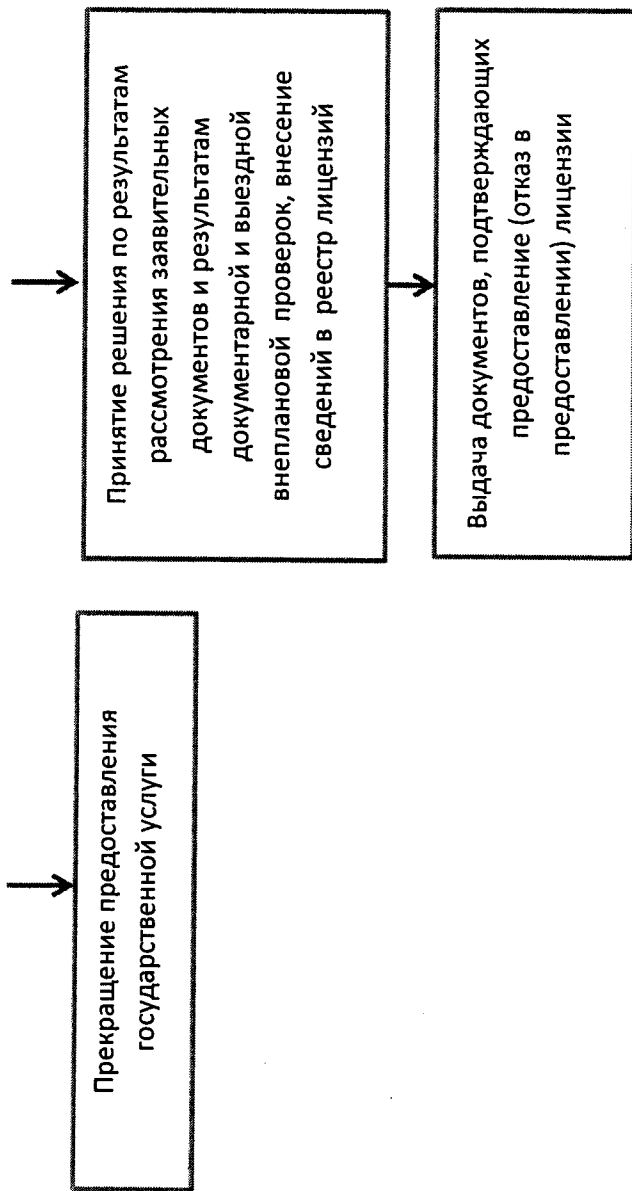 Прекращение предоставления
государственной услуги
Принятие решения по результатам
рассмотрения заявительных
документов и результатам
документарной и выездной
внеплановой проверок, внесение
сведений в реестр лицензий
Выдача документов, подтверждающих
предоставление (отказ в
предоставлении) лицензии